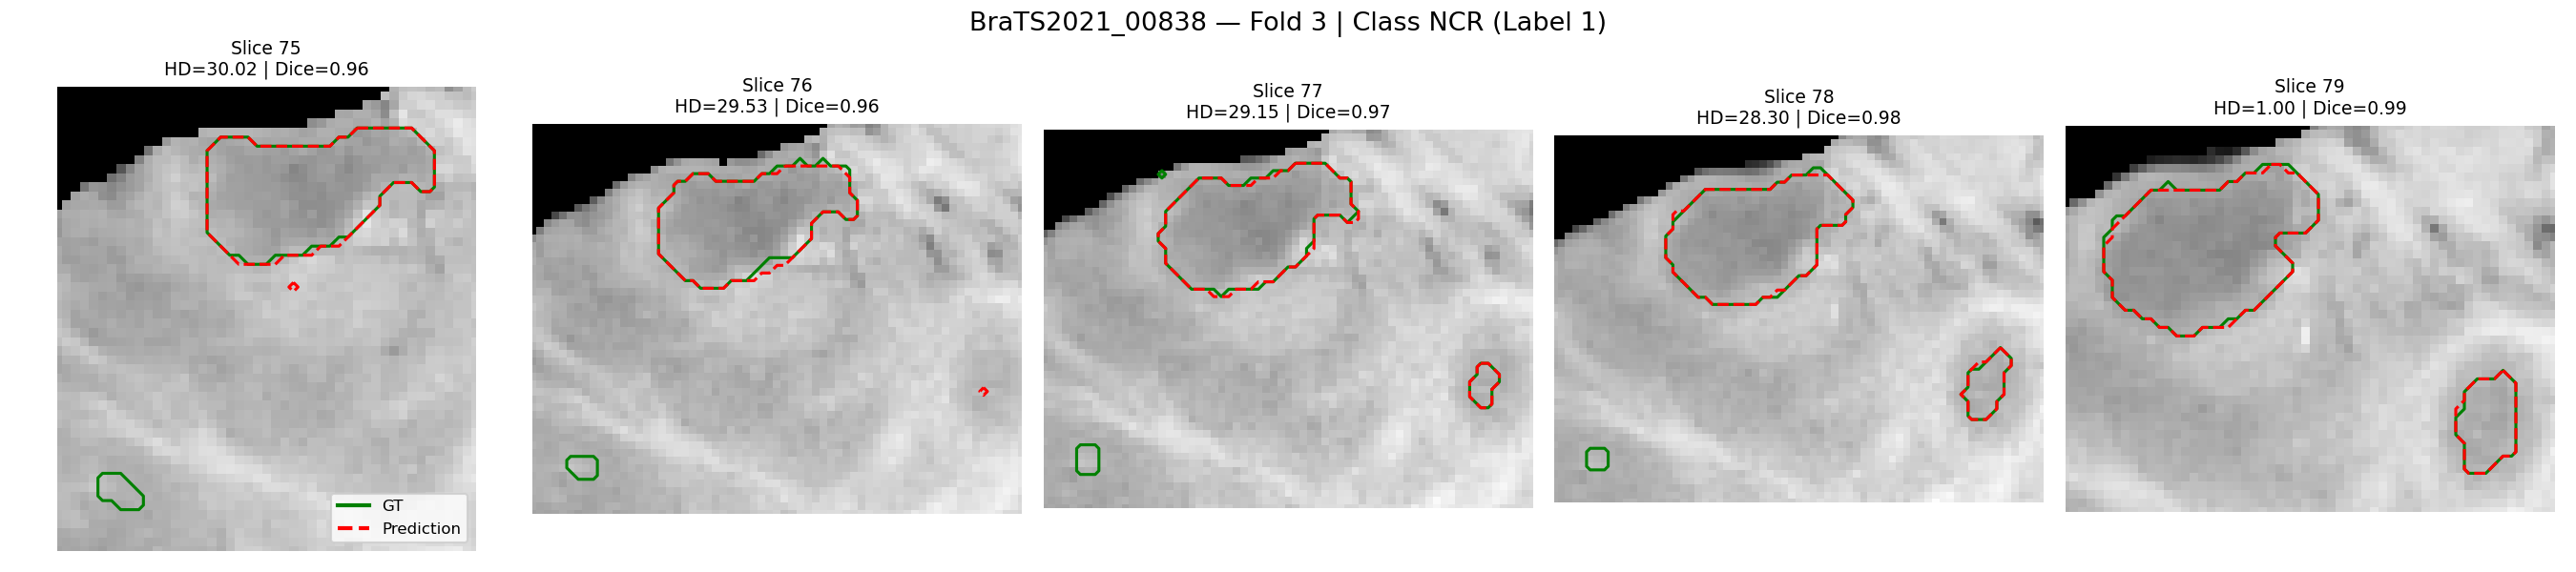 BraTS2021_00838 — Fold 3 | Class NCR (Label 1)
Slice 75
HD=30.02 | Dice=0.96
Slice 76
HD=29.53 | Dice=0.96
Slice 77
HD=29.15 | Dice=0.97
Slice 78
HD=28.30 | Dice=0.98
Slice 79
HD=1.00 | Dice=0.99
GT
Prediction